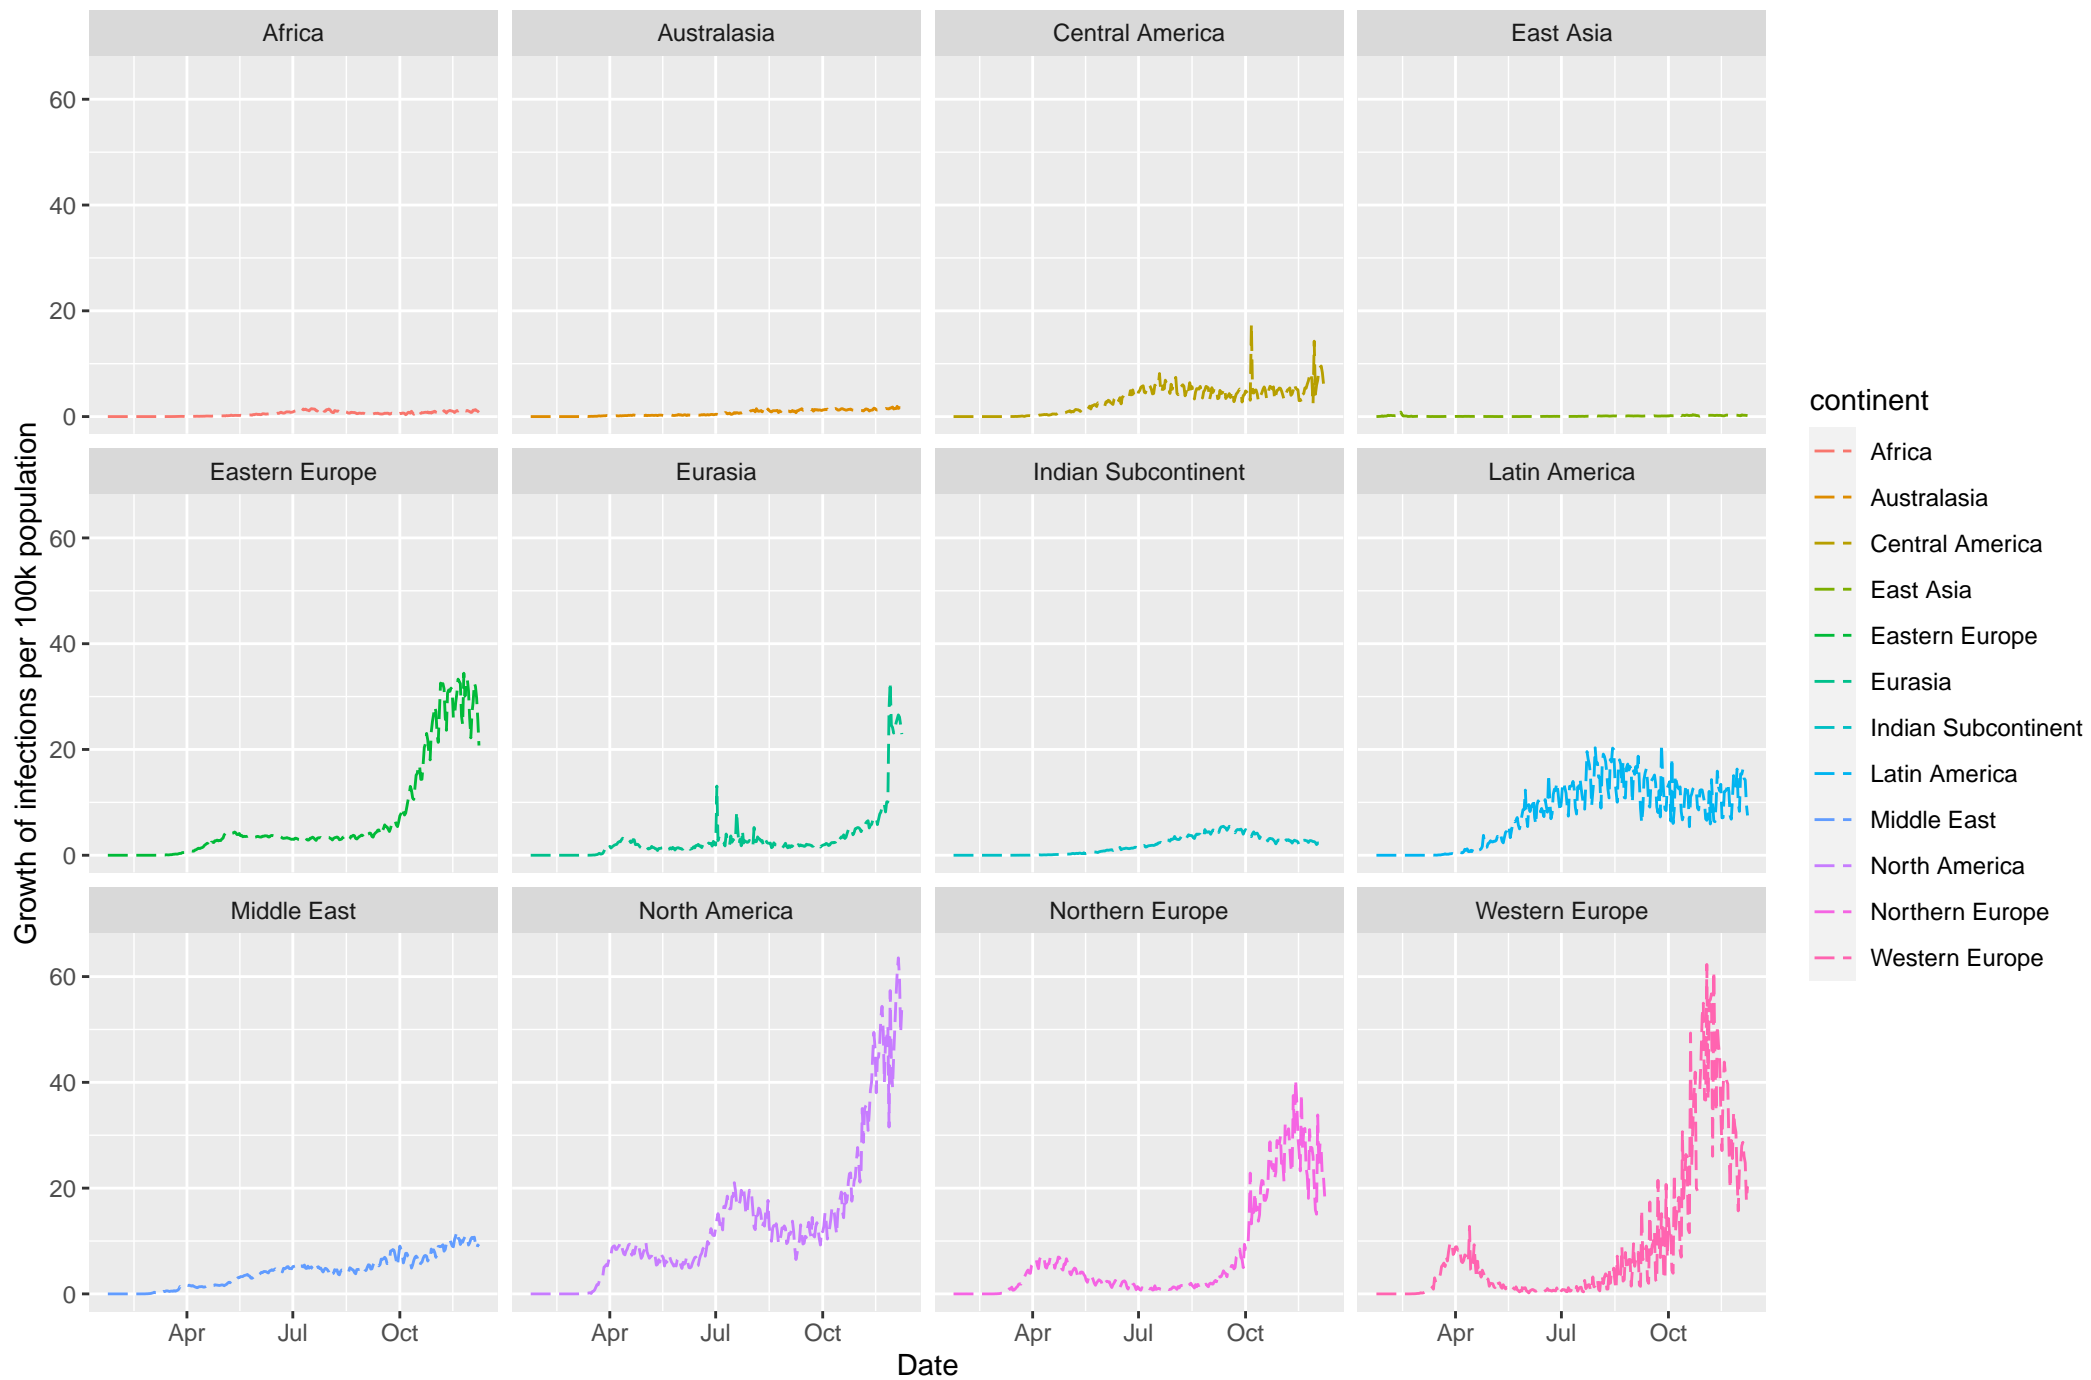 Africa
Australasia
Central America
East Asia
60
40
20
0
Eastern Europe
Eurasia
Indian Subcontinent
Latin America
60
40
20
0
Middle East
North America
Northern Europe
Western Europe
60
40
20
0
Apr Jul Oct
Apr Jul Oct
Apr Jul Oct
Apr Jul Oct
Date
Growth of infections per 100k population
continent
Africa
Australasia
Central America
East Asia
Eastern Europe
Eurasia
Indian Subcontinent
Latin America
Middle East
North America
Northern Europe
Western Europe